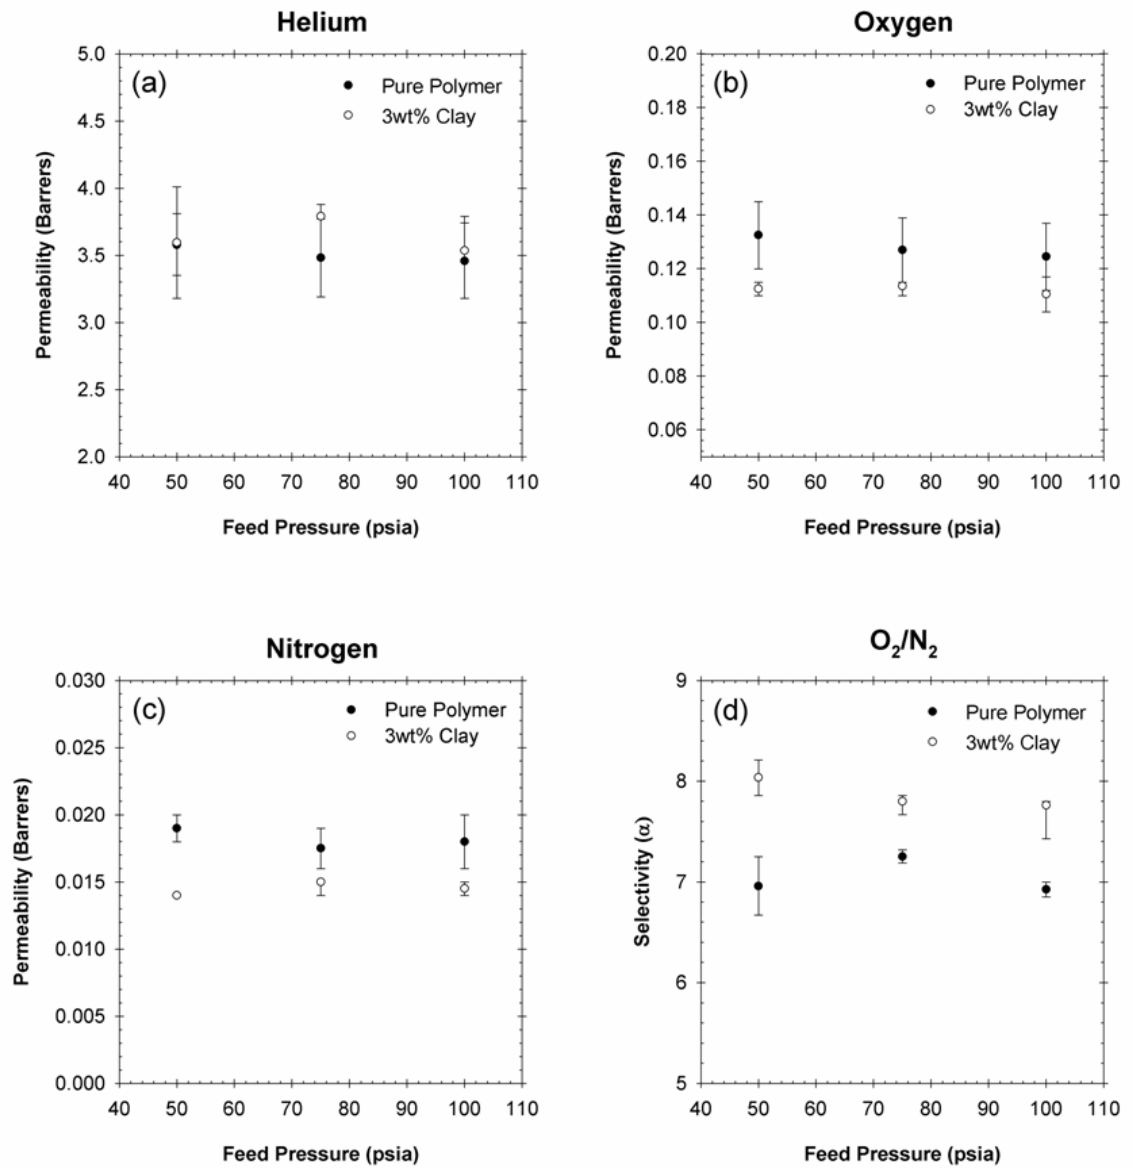 Helium
(a)
Pure Polymer
3wt% Clay
5.0
4.5
4.0
3.5
3.0
2.5
2.0
Permeability (Barrers)
40 50 60 70 80 90 100 110
Feed Pressure (psia)
Oxygen
(b)
Pure Polymer
3wt% Clay
0.20
0.18
0.16
0.14
0.12
0.10
0.08
0.06
Permeability (Barrers)
40 50 60 70 80 90 100 110
Feed Pressure (psia)
Nitrogen
(c)
Pure Polymer
3wt% Clay
0.030
0.025
0.020
0.015
0.010
0.005
0.000
Permeability (Barrers)
40 50 60 70 80 90 100 110
Feed Pressure (psia)
O₂/N₂
(d)
Pure Polymer
3wt% Clay
9
8
7
6
5
Selectivity (α)
40 50 60 70 80 90 100 110
Feed Pressure (psia)